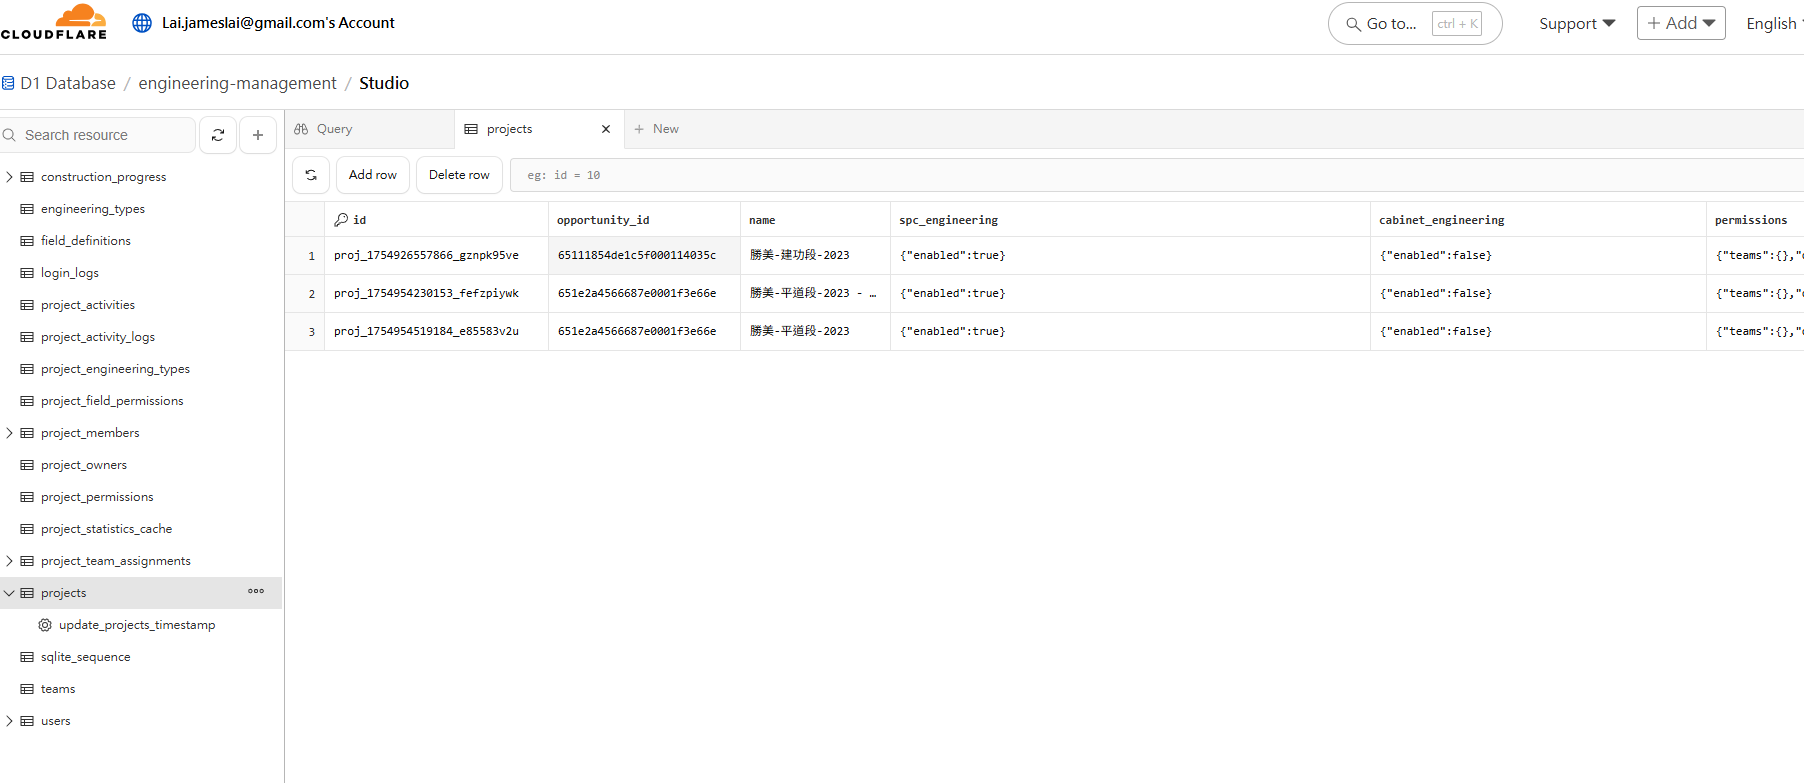 CLOUDFLARE
Lai.jameslai@gmail.com's Account
Go to... ctrl + K
Support
+ Add
English
D1 Database / engineering-management / Studio
Search resource
construction_progress
engineering_types
field_definitions
login_logs
project_activities
project_activity_logs
project_engineering_types
project_field_permissions
project_members
project_owners
project_permissions
project_statistics_cache
project_team_assignments
projects
update_projects_timestamp
sqlite_sequence
teams
users
Query
projects
+ New
Add row
Delete row
eg: id = 10
id opportunity_id name spc_engineering cabinet_engineering permissions
1 proj_1754926557866_gznpk95ve 65111854de1c5f000114035c 勝美-建功段-2023 {"enabled":true} {"enabled":false} {"teams":{},"
2 proj_1754954230153_fefzpiywk 651e2a4566687e0001f3e66e 勝美-平道段-2023 - … {"enabled":true} {"enabled":false} {"teams":{},"
3 proj_1754954519184_e85583v2u 651e2a4566687e0001f3e66e 勝美-平道段-2023 {"enabled":true} {"enabled":false} {"teams":{},"